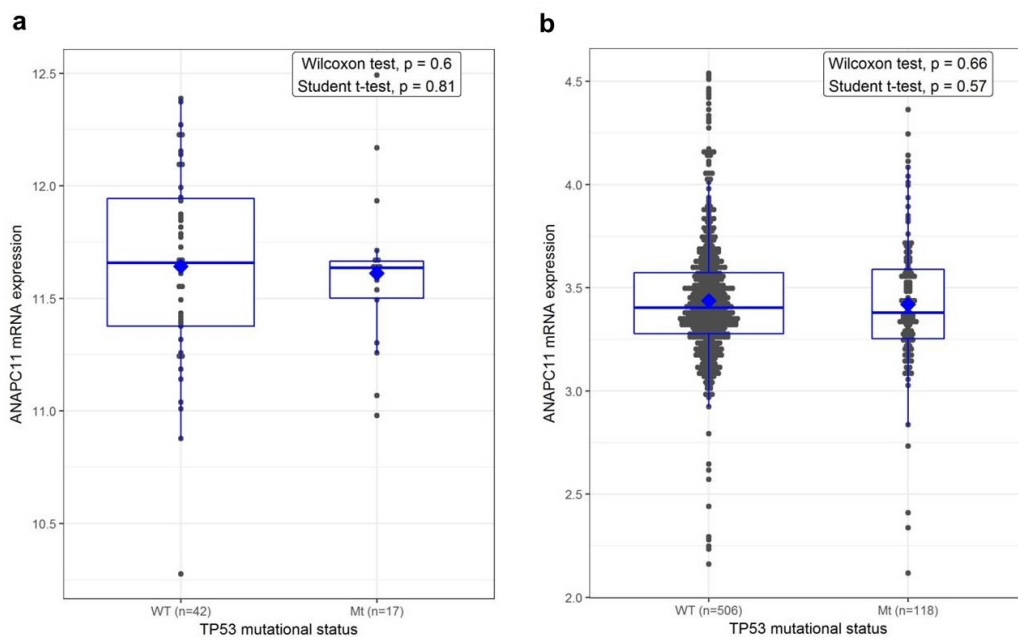 a
Wilcoxon test, p = 0.6
Student t-test, p = 0.81
12.5
12.0
11.5
11.0
10.5
ANAPC11 mRNA expression
WT (n=42)
Mt (n=17)
TP53 mutational status
b
Wilcoxon test, p = 0.66
Student t-test, p = 0.57
4.5
4.0
3.5
3.0
2.5
2.0
ANAPC11 mRNA expression
WT (n=506)
Mt (n=118)
TP53 mutational status